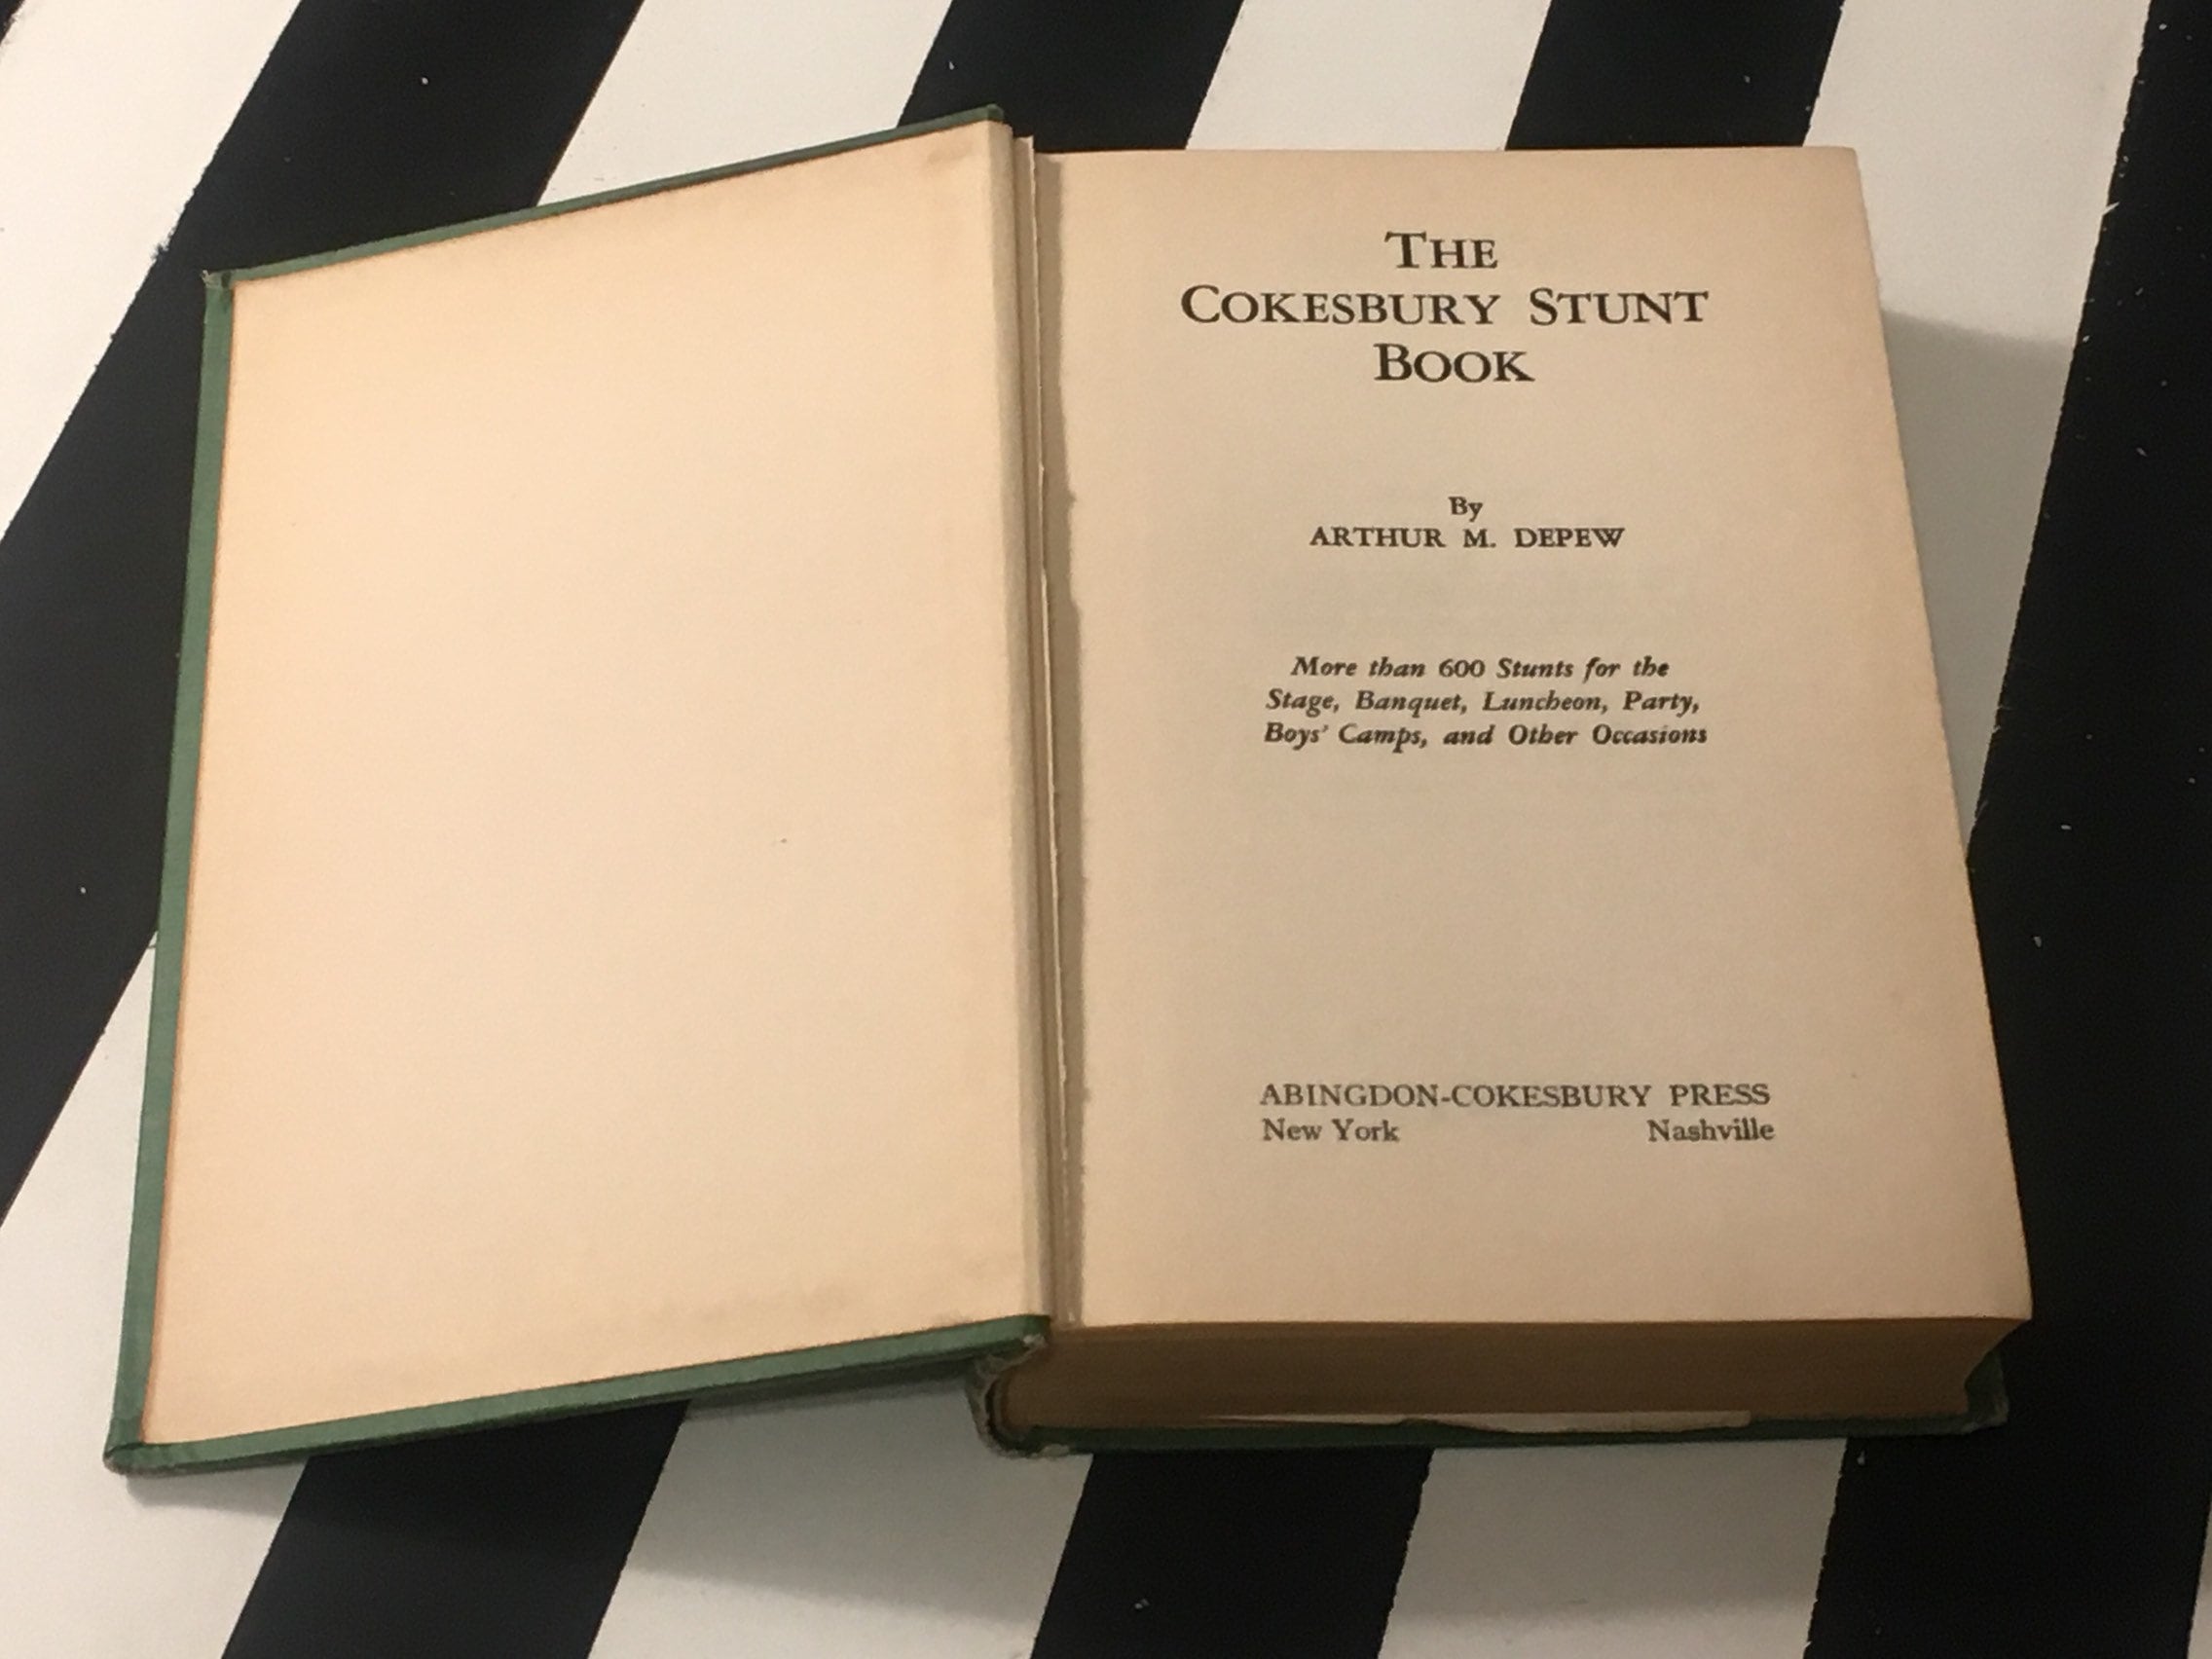 THE
COKESBURY STUNT
BOOK
By
ARTHUR M. DEPEW
More than 600 Stunts for the
Stage, Banquet, Luncheon, Party,
Boys' Camps, and Other Occasions
ABINGDON-COKESBURY PRESS
New York Nashville